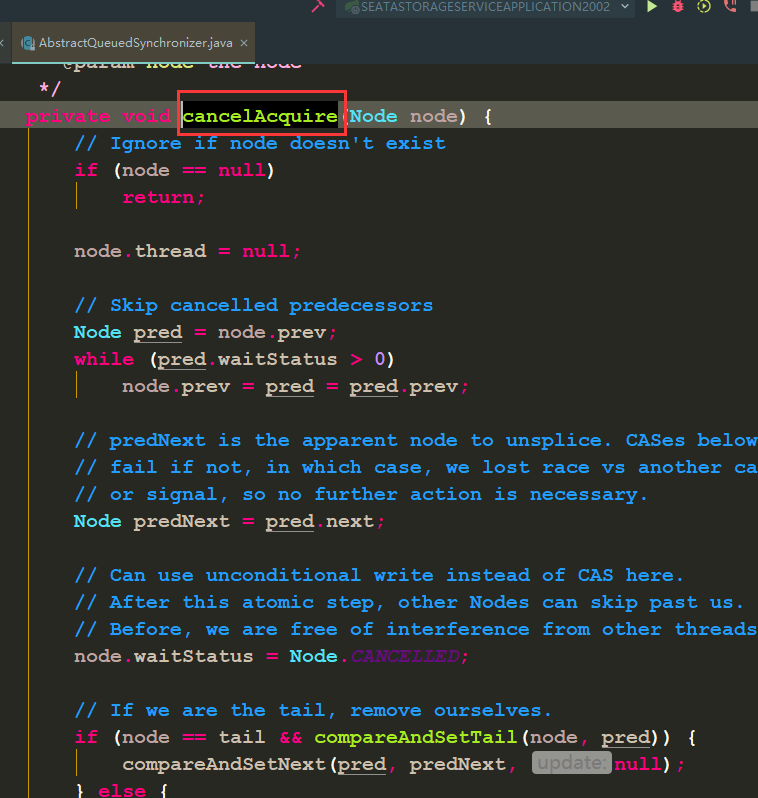 SEATASTORAGESERVICEAPPLICATION2002
AbstractQueuedSynchronizer.java ×
@param node the node
*/
private void cancelAcquire(Node node) {
// Ignore if node doesn't exist
if (node == null)
return;
node.thread = null;
// Skip cancelled predecessors
Node pred = node.prev;
while (pred.waitStatus > 0)
node.prev = pred = pred.prev;
// predNext is the apparent node to unsplice. CASes below
// fail if not, in which case, we lost race vs another ca
// or signal, so no further action is necessary.
Node predNext = pred.next;
// Can use unconditional write instead of CAS here.
// After this atomic step, other Nodes can skip past us.
// Before, we are free of interference from other threads
node.waitStatus = Node.CANCELLED;
// If we are the tail, remove ourselves.
if (node == tail && compareAndSetTail(node, pred)) {
compareAndSetNext(pred, predNext, update: null);
} else {